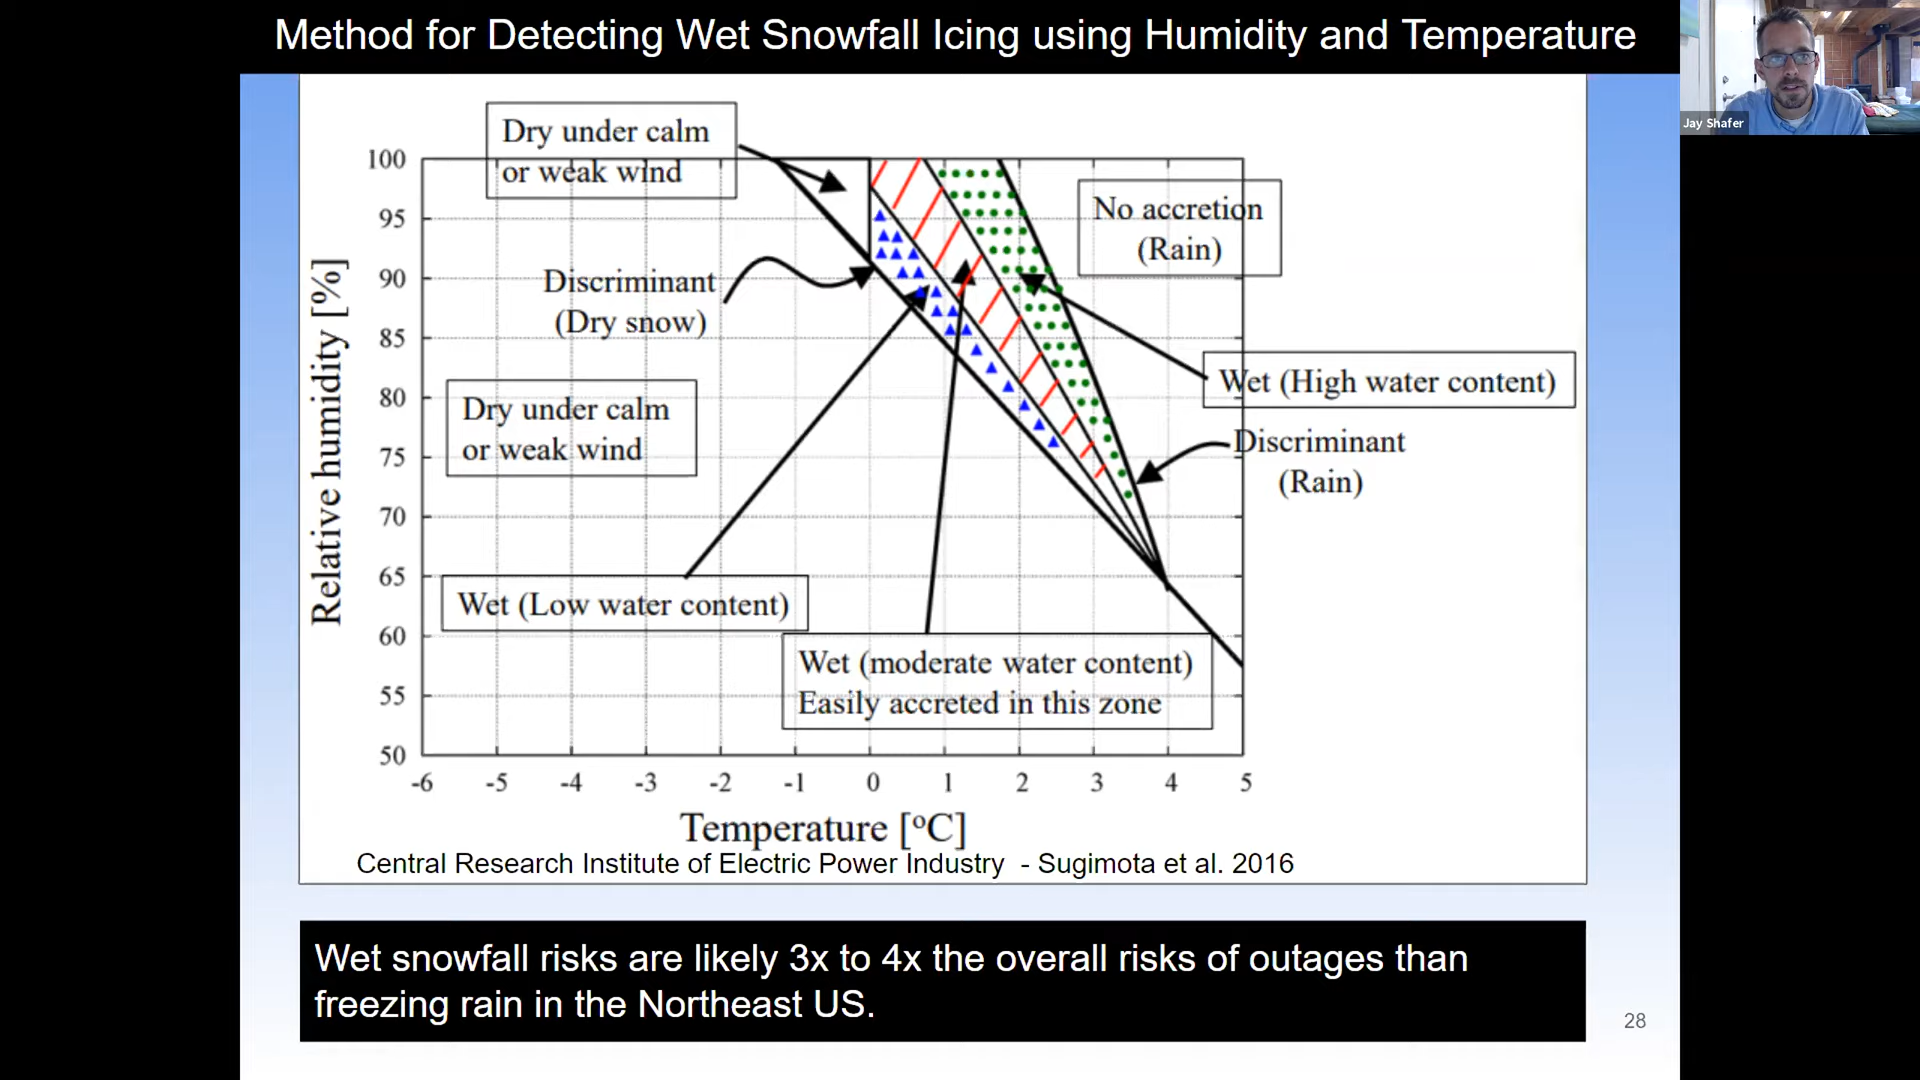 Method for Detecting Wet Snowfall Icing using Humidity and Temperature
Jay Shafer
Dry under calm
or weak wind
No accretion
(Rain)
Discriminant
(Dry snow)
Wet (High water content)
Dry under calm
or weak wind
Discriminant
(Rain)
Wet (Low water content)
Wet (moderate water content)
Easily accreted in this zone
Relative humidity [%]
100
95
90
85
80
75
70
65
60
55
50
-6 -5 -4 -3 -2 -1 0 1 2 3 4 5
Temperature [°C]
Central Research Institute of Electric Power Industry - Sugimota et al. 2016
Wet snowfall risks are likely 3x to 4x the overall risks of outages than
freezing rain in the Northeast US.
28